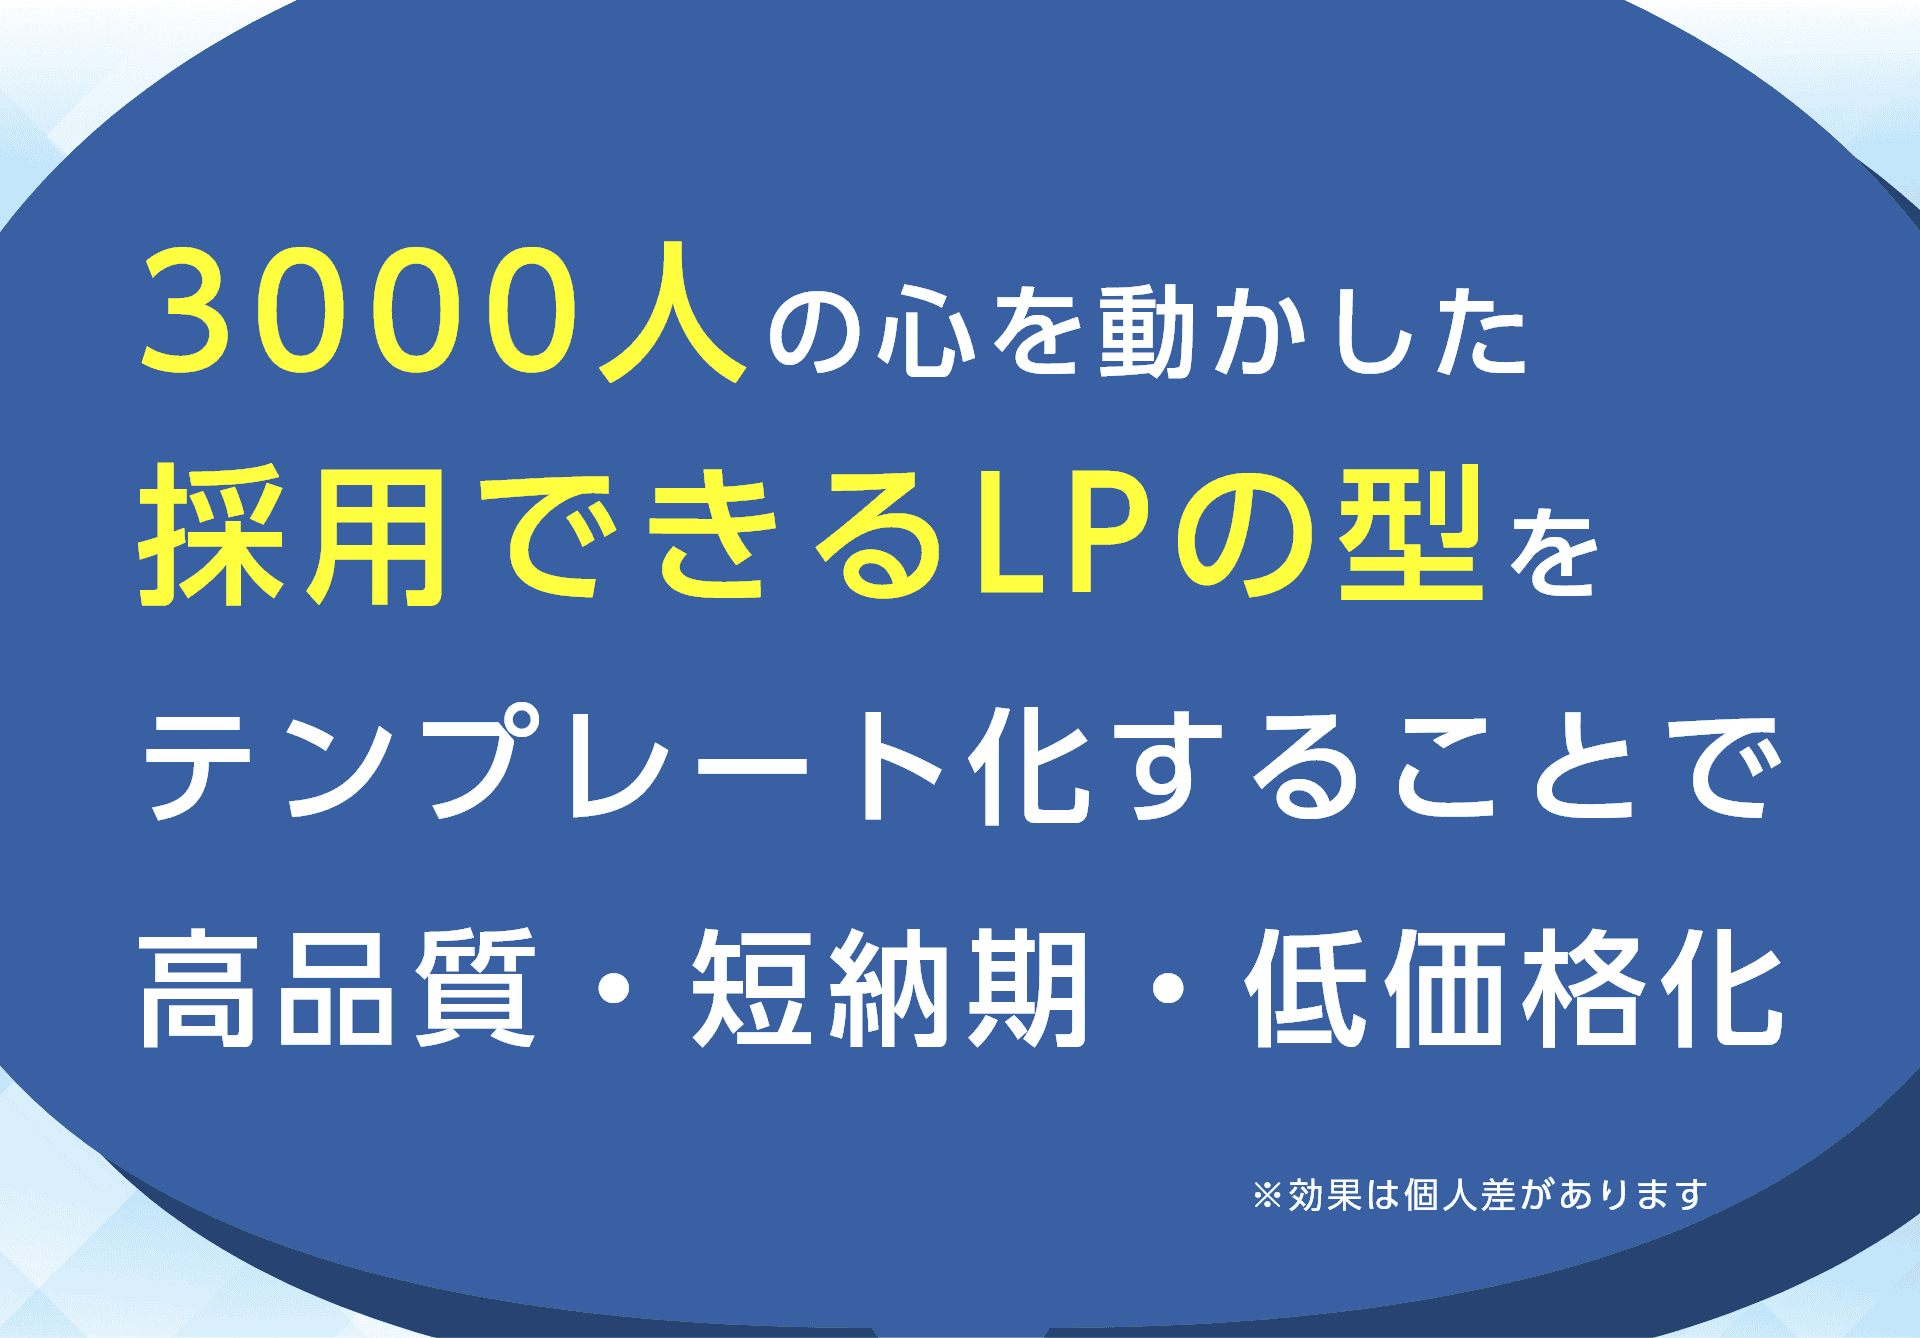 3000人の心を動かした
採用できるLPの型を
テンプレート化することで
高品質・短納期・低価格化
※効果は個人差があります